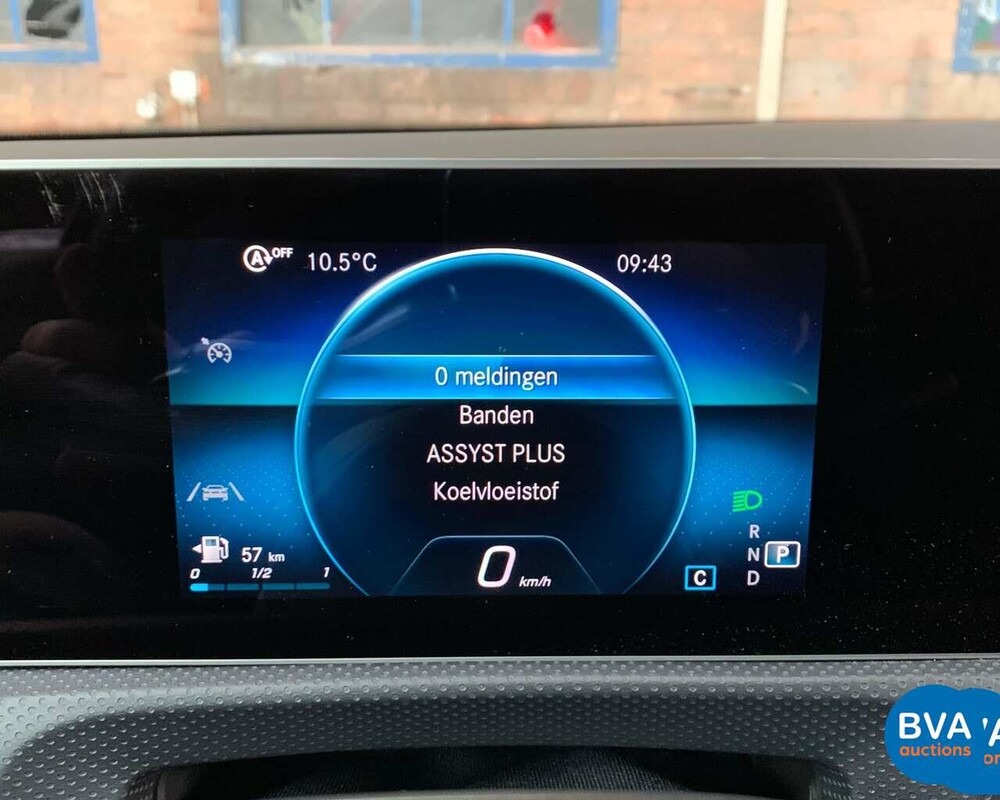 A OFF 10.5°C 09:43
0 meldingen
Banden
ASSYST PLUS
Koelvloeistof
57 km
0 1/2 1
0 km/h
C
R
N P
D
BVA
auctions